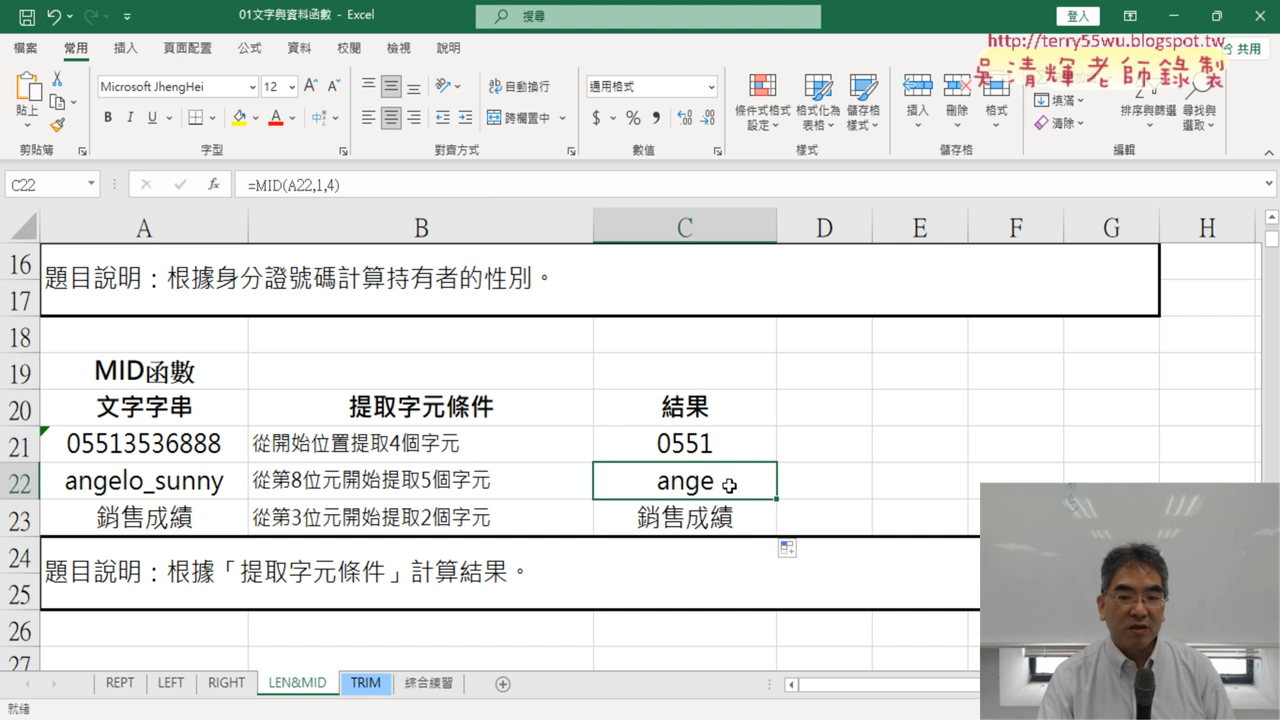 01文字與資料函數 - Excel
搜尋
登入
http://terry55wu.blogspot.tw
吳清輝老師錄製
共用
檔案 常用 插入 頁面配置 公式 資料 校閱 檢視 說明
貼上
Microsoft JhengHei 12
B I U
自動換行
跨欄置中
通用格式
條件式格式設定
格式化為表格
儲存格樣式
插入 刪除 格式
填滿
清除
排序與篩選
尋找與選取
剪貼簿 字型 對齊方式 數值 樣式 儲存格 編輯
C22
fx
=MID(A22,1,4)
A B C D E F G H
16
題目說明：根據身分證號碼計算持有者的性別。
17
18
19 MID函數
20 文字字串 提取字元條件 結果
21 05513536888 從開始位置提取4個字元 0551
22 angelo_sunny 從第8位元開始提取5個字元 ange
23 銷售成績 從第3位元開始提取2個字元 銷售成績
24
題目說明：根據「提取字元條件」計算結果。
25
26
27
REPT LEFT RIGHT LEN&MID TRIM 綜合練習
就緒